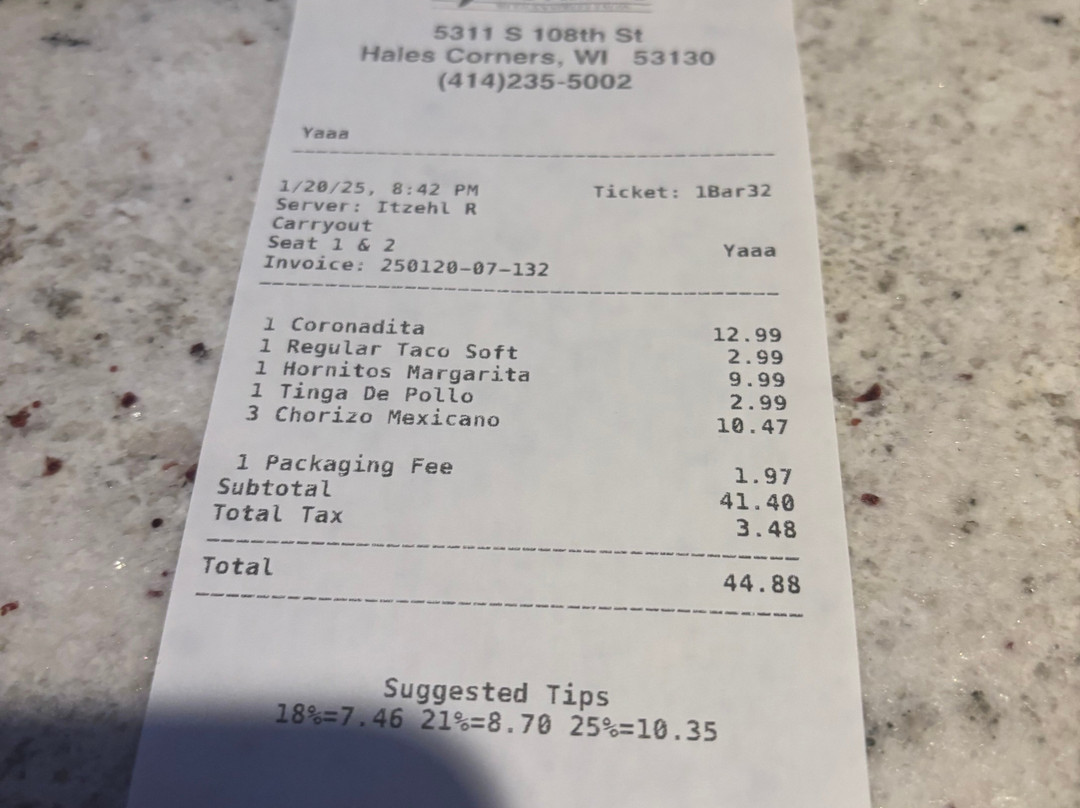 5311 S 108th St
Hales Corners, WI 53130
(414)235-5002
Yaaa
1/20/25, 8:42 PM Ticket: 1Bar32
Server: Itzehl R
Carryout
Seat 1 & 2 Yaaa
Invoice: 250120-07-132
1 Coronadita 12.99
1 Regular Taco Soft 2.99
1 Hornitos Margarita 9.99
1 Tinga De Pollo 2.99
3 Chorizo Mexicano 10.47
1 Packaging Fee 1.97
Subtotal 41.40
Total Tax 3.48
Total 44.88
Suggested Tips
18%=7.46 21%=8.70 25%=10.35